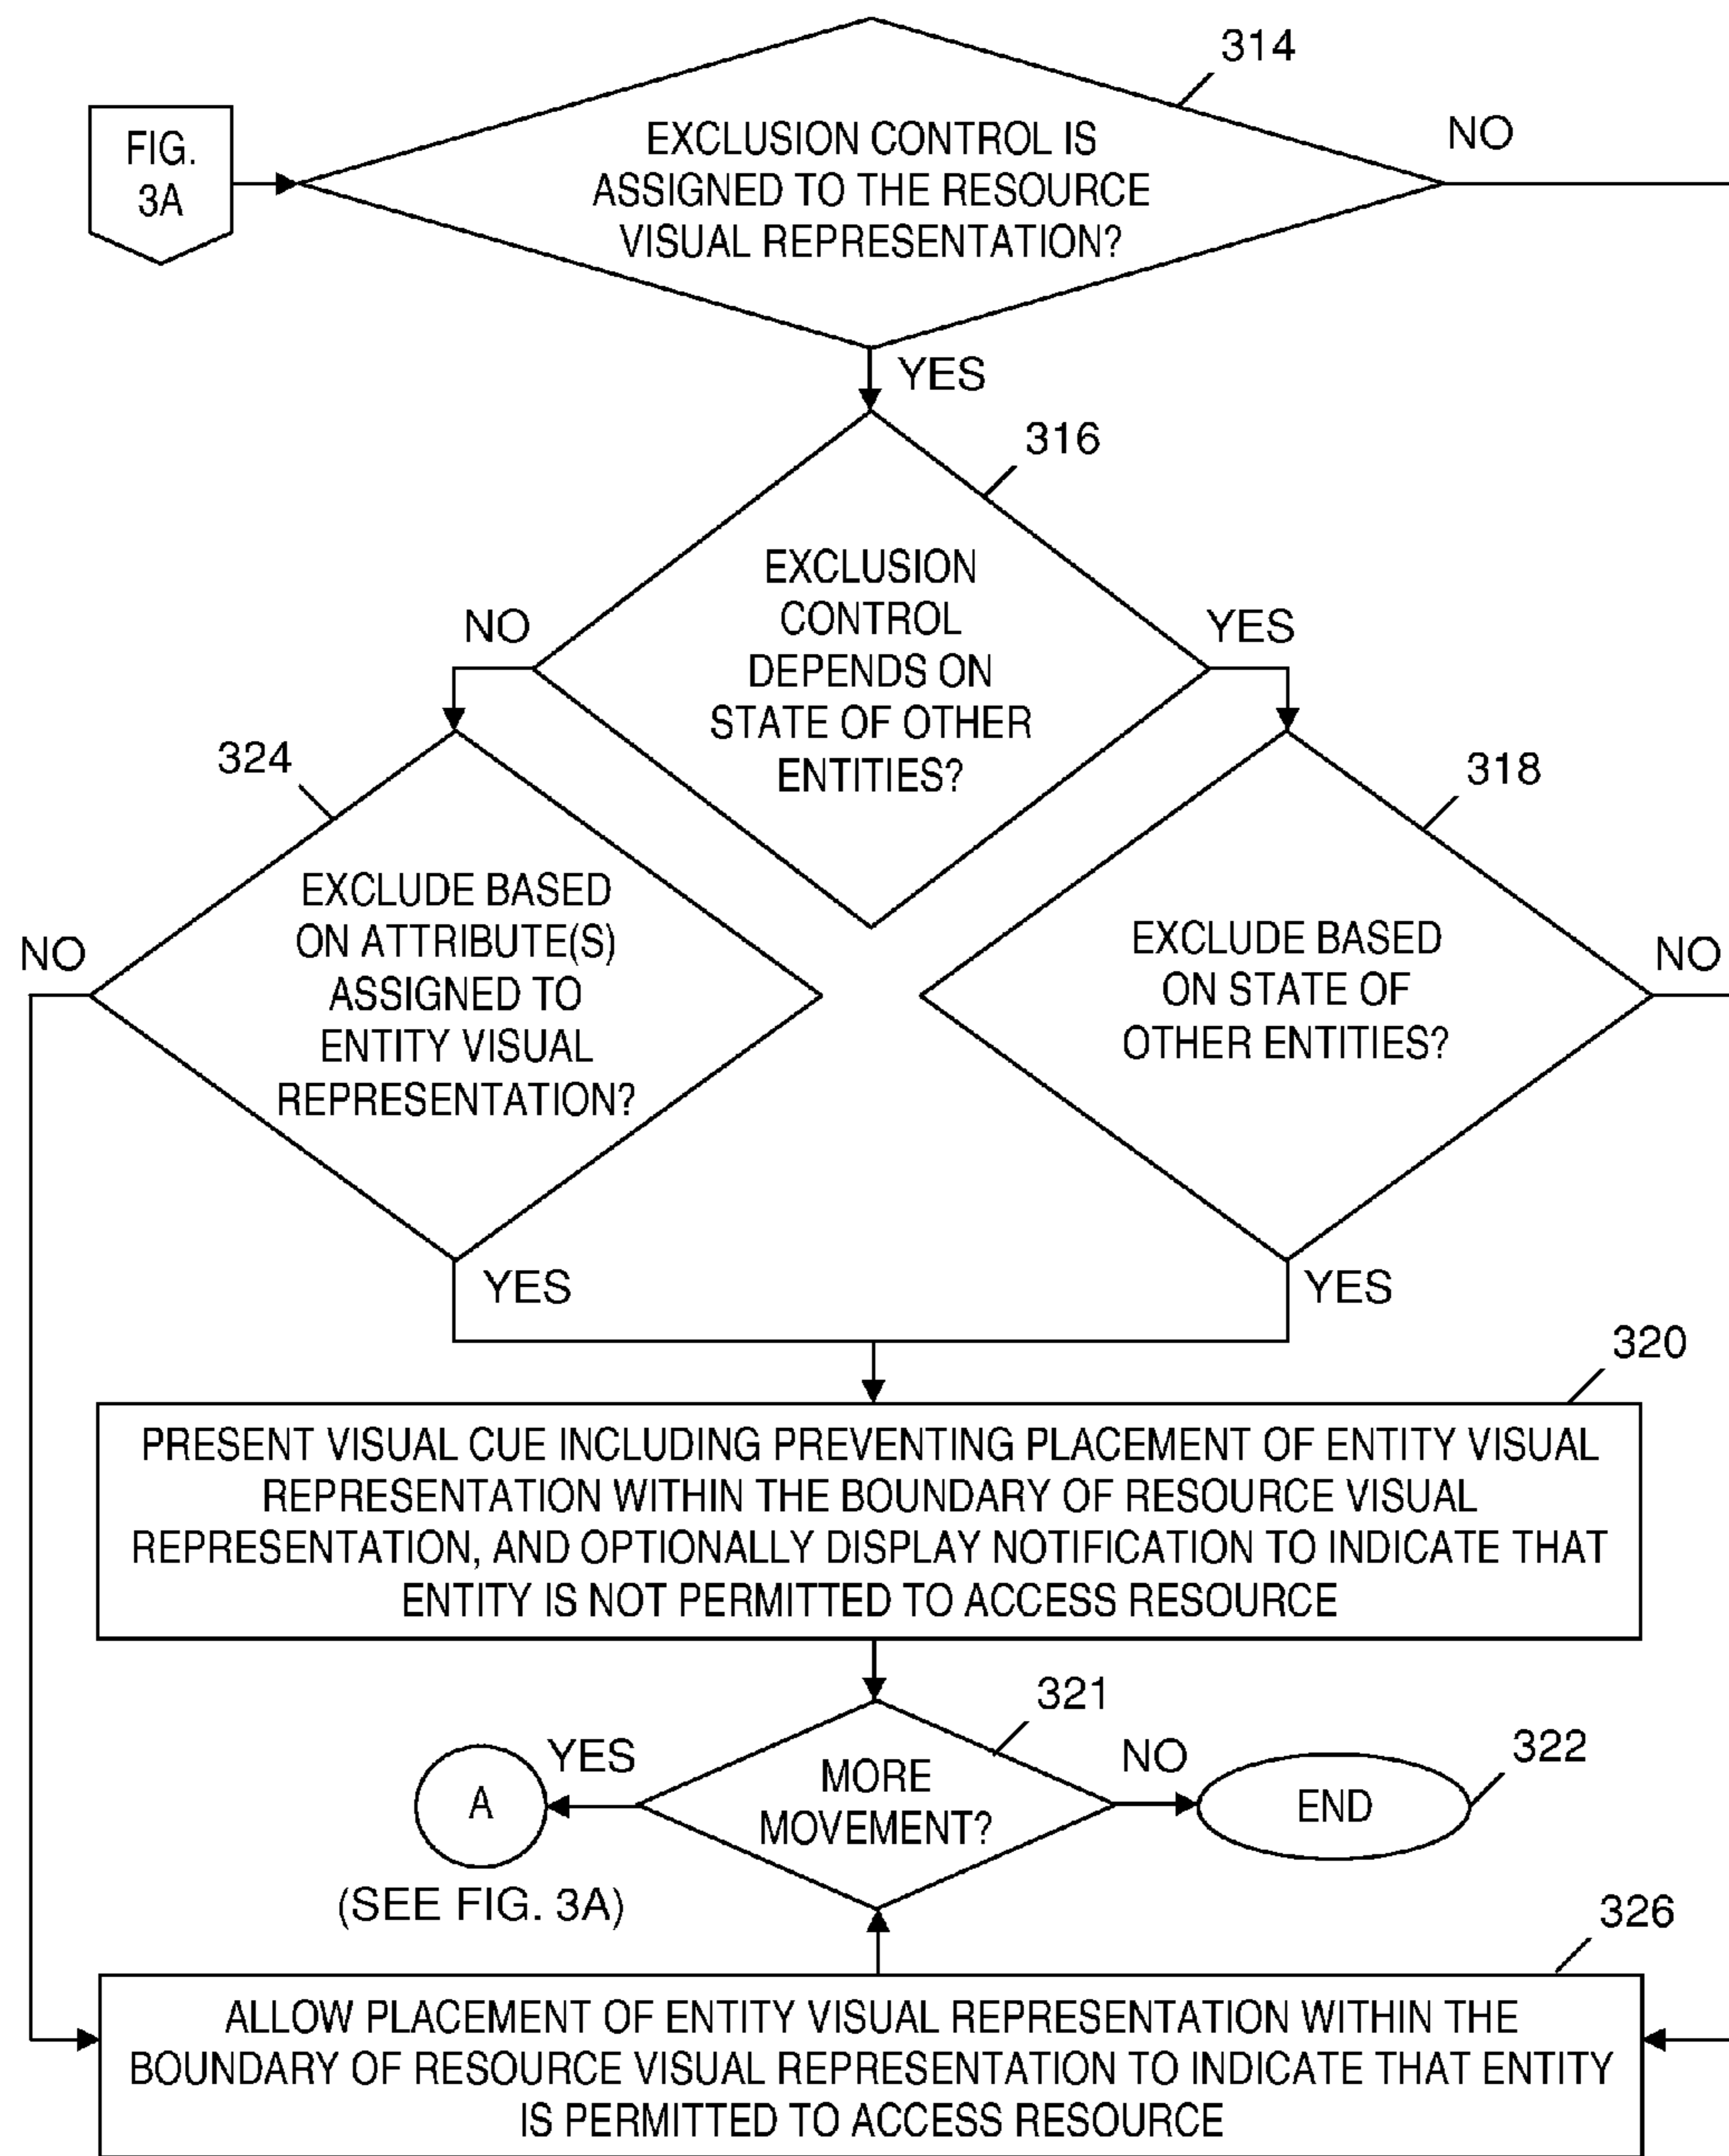 314
FIG.
3A
EXCLUSION CONTROL IS
ASSIGNED TO THE RESOURCE
VISUAL REPRESENTATION?
NO
YES
316
EXCLUSION
CONTROL
DEPENDS ON
STATE OF OTHER
ENTITIES?
NO
YES
324
318
EXCLUDE BASED
ON ATTRIBUTE(S)
ASSIGNED TO
ENTITY VISUAL
REPRESENTATION?
NO
EXCLUDE BASED
ON STATE OF
OTHER ENTITIES?
NO
YES
YES
320
PRESENT VISUAL CUE INCLUDING PREVENTING PLACEMENT OF ENTITY VISUAL
REPRESENTATION WITHIN THE BOUNDARY OF RESOURCE VISUAL
REPRESENTATION, AND OPTIONALLY DISPLAY NOTIFICATION TO INDICATE THAT
ENTITY IS NOT PERMITTED TO ACCESS RESOURCE
321
YES
MORE
MOVEMENT?
NO
322
A
END
(SEE FIG. 3A)
326
ALLOW PLACEMENT OF ENTITY VISUAL REPRESENTATION WITHIN THE
BOUNDARY OF RESOURCE VISUAL REPRESENTATION TO INDICATE THAT ENTITY
IS PERMITTED TO ACCESS RESOURCE